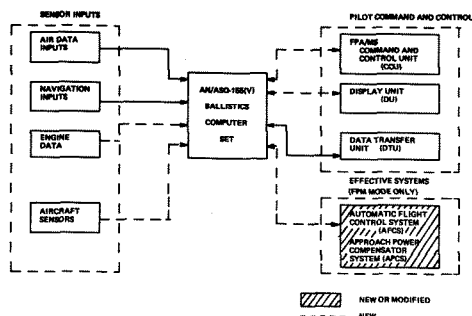 SENSOR INPUTS
AIR DATA
INPUTS
NAVIGATION
INPUTS
ENGINE
DATA
AIRCRAFT
SENSORS
AN/ASQ-155(V)
BALLISTICS
COMPUTER
SET
PILOT COMMAND AND CONTROL
FPA/MS
COMMAND AND
CONTROL UNIT
(CCU)
DISPLAY UNIT
(DU)
DATA TRANSFER
UNIT (DTU)
EFFECTIVE SYSTEMS
(FPM MODE ONLY)
AUTOMATIC FLIGHT
CONTROL SYSTEM
(AFCS)
APPROACH POWER
COMPENSATOR
SYSTEM (APCS)
NEW OR MODIFIED
NEW